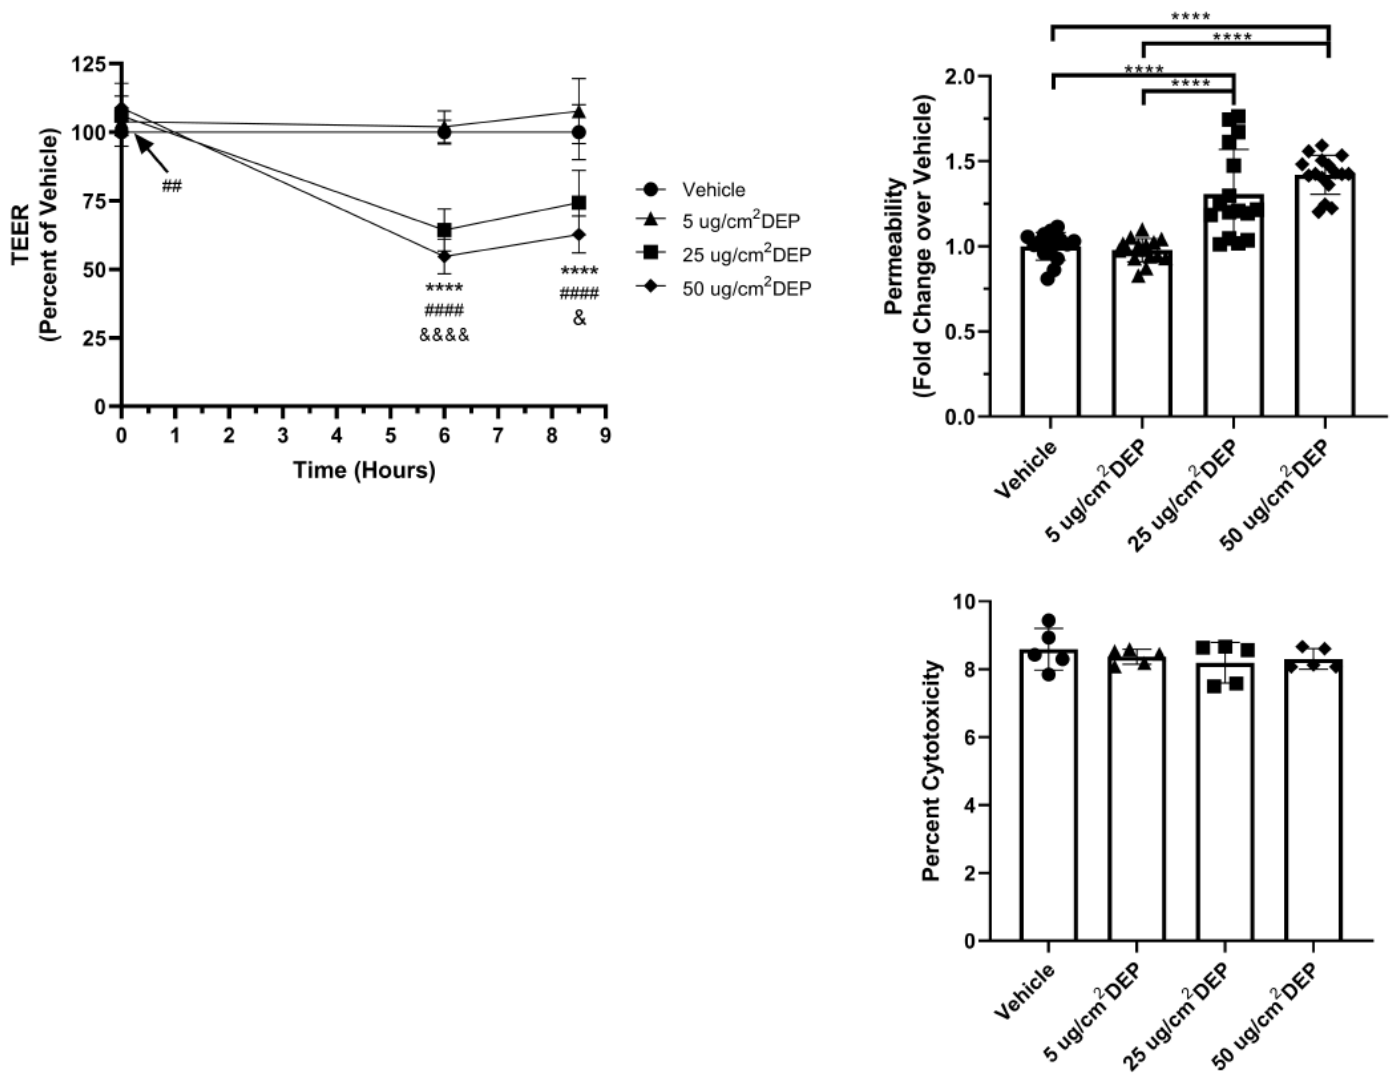 TEER
(Percent of Vehicle)
125
100
75
50
25
0
##
****
####
&&&&
****
####
&
0 1 2 3 4 5 6 7 8 9
Time (Hours)
Vehicle
5 ug/cm²DEP
25 ug/cm²DEP
50 ug/cm²DEP
****
****
****
****
Permeability
(Fold Change over Vehicle)
2.0
1.5
1.0
0.5
0.0
Vehicle
5 ug/cm²DEP
25 ug/cm²DEP
50 ug/cm²DEP
Percent Cytotoxicity
10
8
6
4
2
0
Vehicle
5 ug/cm²DEP
25 ug/cm²DEP
50 ug/cm²DEP